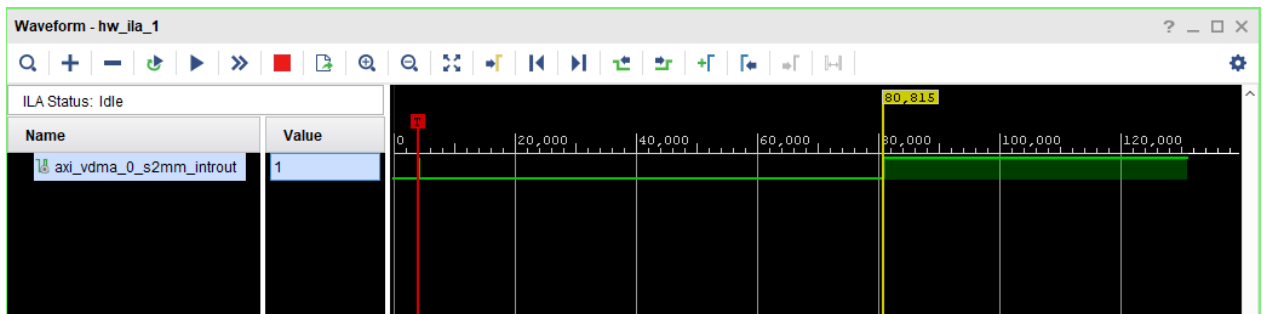 Waveform - hw_ila_1
ILA Status: Idle
80,815
Name
Value
T
0
20,000
40,000
60,000
80,000
100,000
120,000
axi_vdma_0_s2mm_introut
1